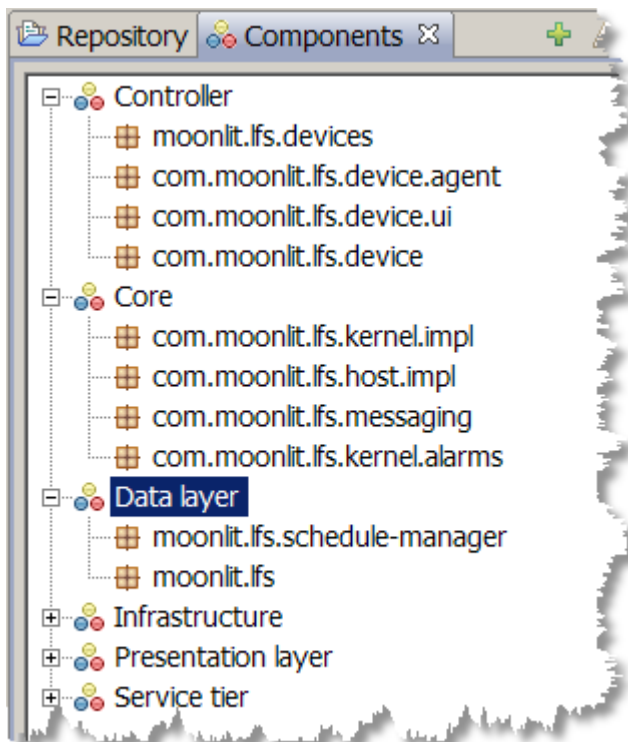 Repository Components
Controller
moonlit.lfs.devices
com.moonlit.lfs.device.agent
com.moonlit.lfs.device.ui
com.moonlit.lfs.device
Core
com.moonlit.lfs.kernel.impl
com.moonlit.lfs.host.impl
com.moonlit.lfs.messaging
com.moonlit.lfs.kernel.alarms
Data layer
moonlit.lfs.schedule-manager
moonlit.lfs
Infrastructure
Presentation layer
Service tier